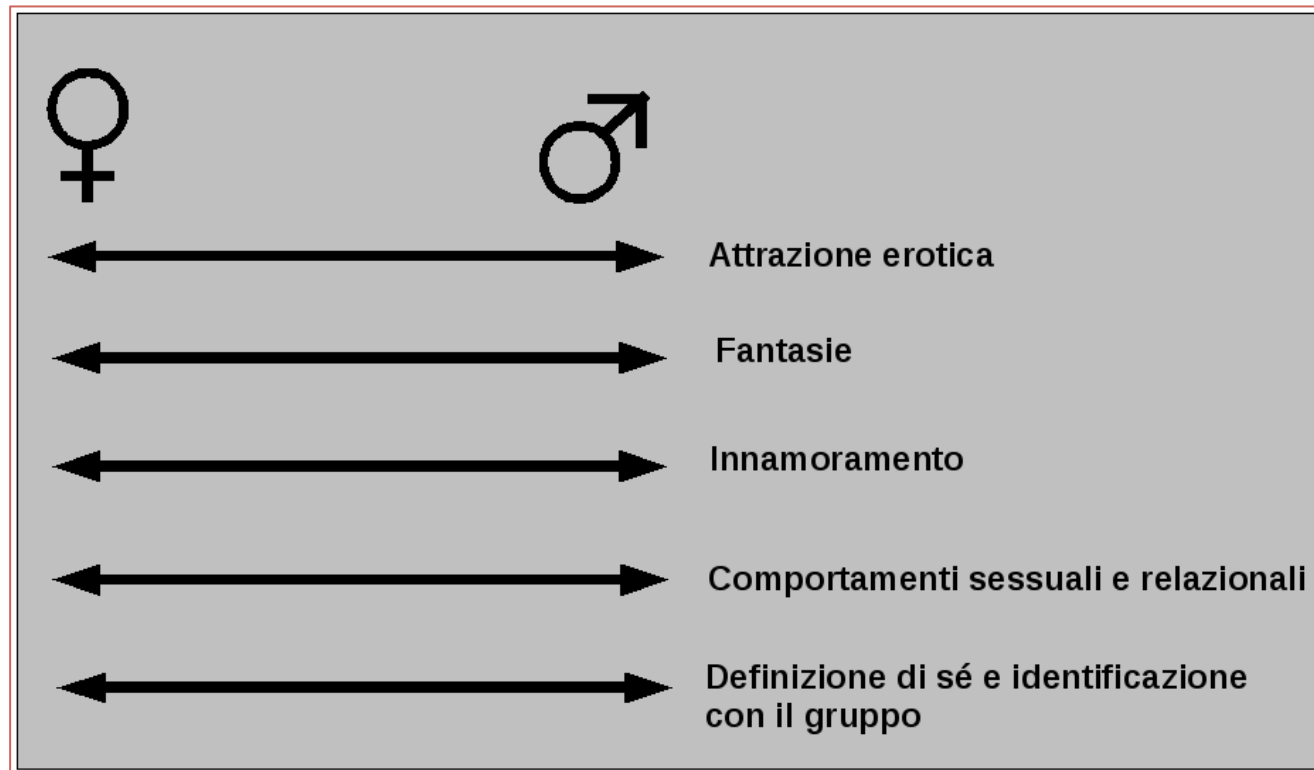 Attrazione erotica
Fantasie
Innamoramento
Comportamenti sessuali e relazionali
Definizione di sé e identificazione
con il gruppo